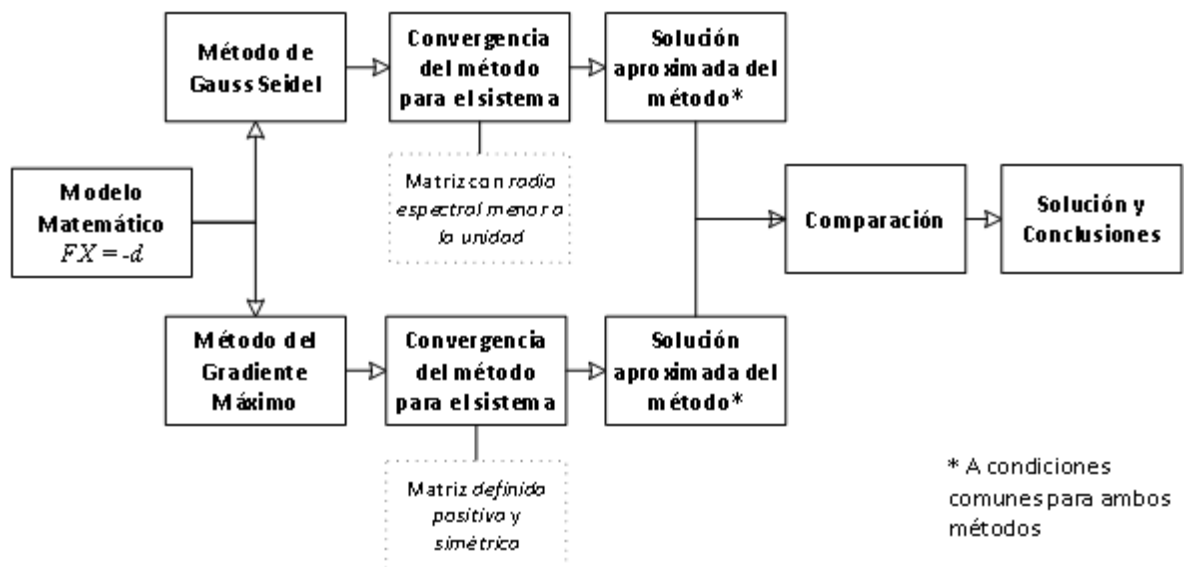 Método de
Gauss Seidel
Convergencia
del método
para el sistema
Solución
aproximada del
método*
Matriz con radio
espectral menor a
la unidad
Modelo
Matemático
FX = -d
Comparación
Solución y
Conclusiones
Método del
Gradiente
Máximo
Convergencia
del método
para el sistema
Solución
aproximada del
método*
Matriz definida
positiva y
simétrica
* A condiciones
comunes para ambos
métodos